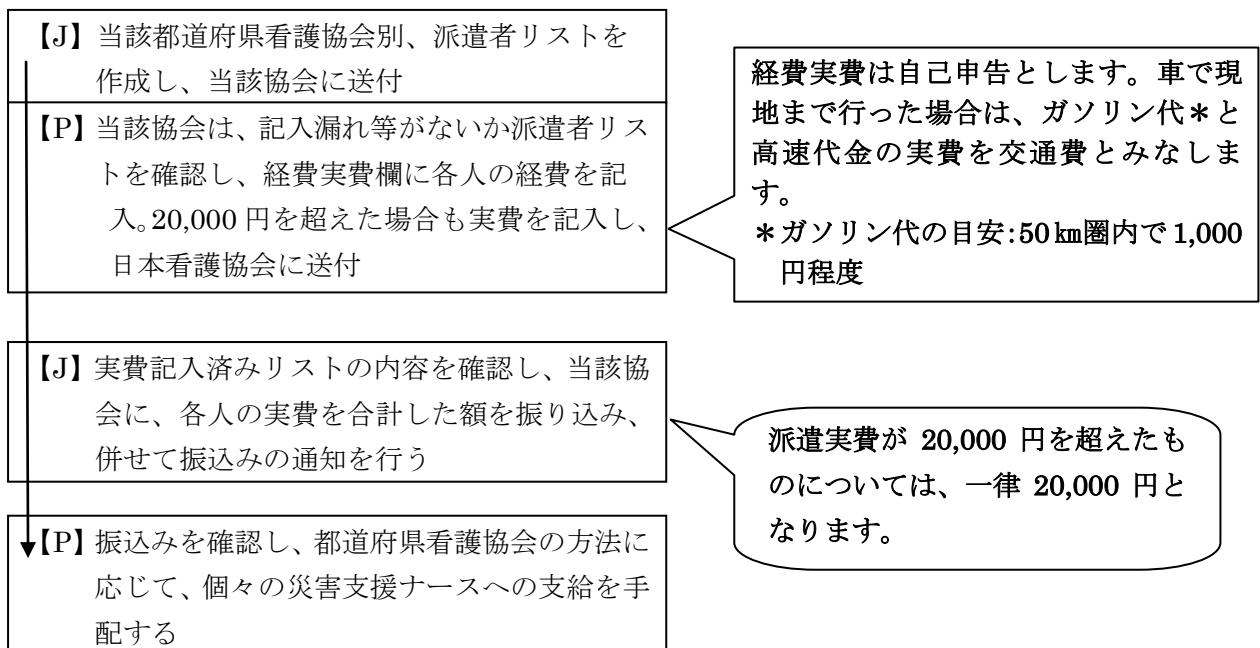 【J】当該都道府県看護協会別、派遣者リストを
作成し、当該協会に送付
【P】当該協会は、記入漏れ等がないか派遣者リス
トを確認し、経費実費欄に各人の経費を記
入。20,000 円を超えた場合も実費を記入し、
日本看護協会に送付
経費実費は自己申告とします。車で現
地まで行った場合は、ガソリン代＊と
高速代金の実費を交通費とみなしま
す。
＊ガソリン代の目安:50㎞圏内で1,000
円程度
【J】実費記入済みリストの内容を確認し、当該協
会に、各人の実費を合計した額を振り込み、
併せて振込みの通知を行う
派遣実費が 20,000 円を超えたも
のについては、一律 20,000 円と
なります。
【P】振込みを確認し、都道府県看護協会の方法に
応じて、個々の災害支援ナースへの支給を手
配する